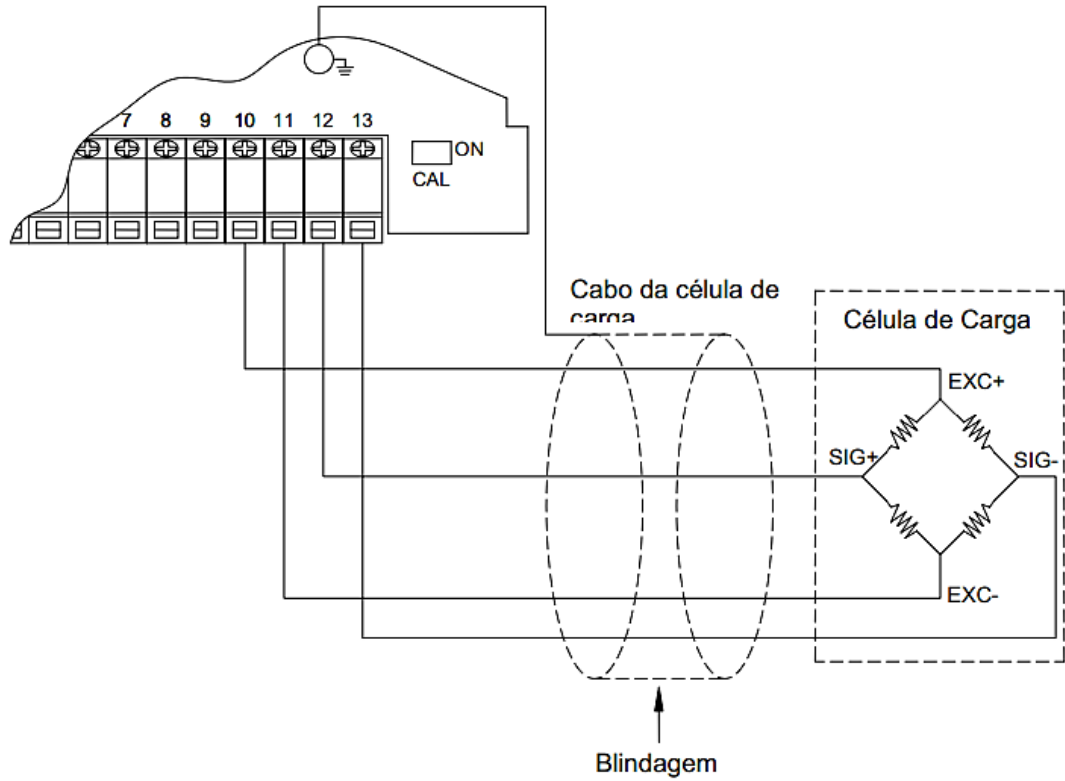 7 8 9 10 11 12 13
ON
CAL
Cabo da célula de
carga
Célula de Carga
EXC+
SIG+
SIG-
EXC-
Blindagem